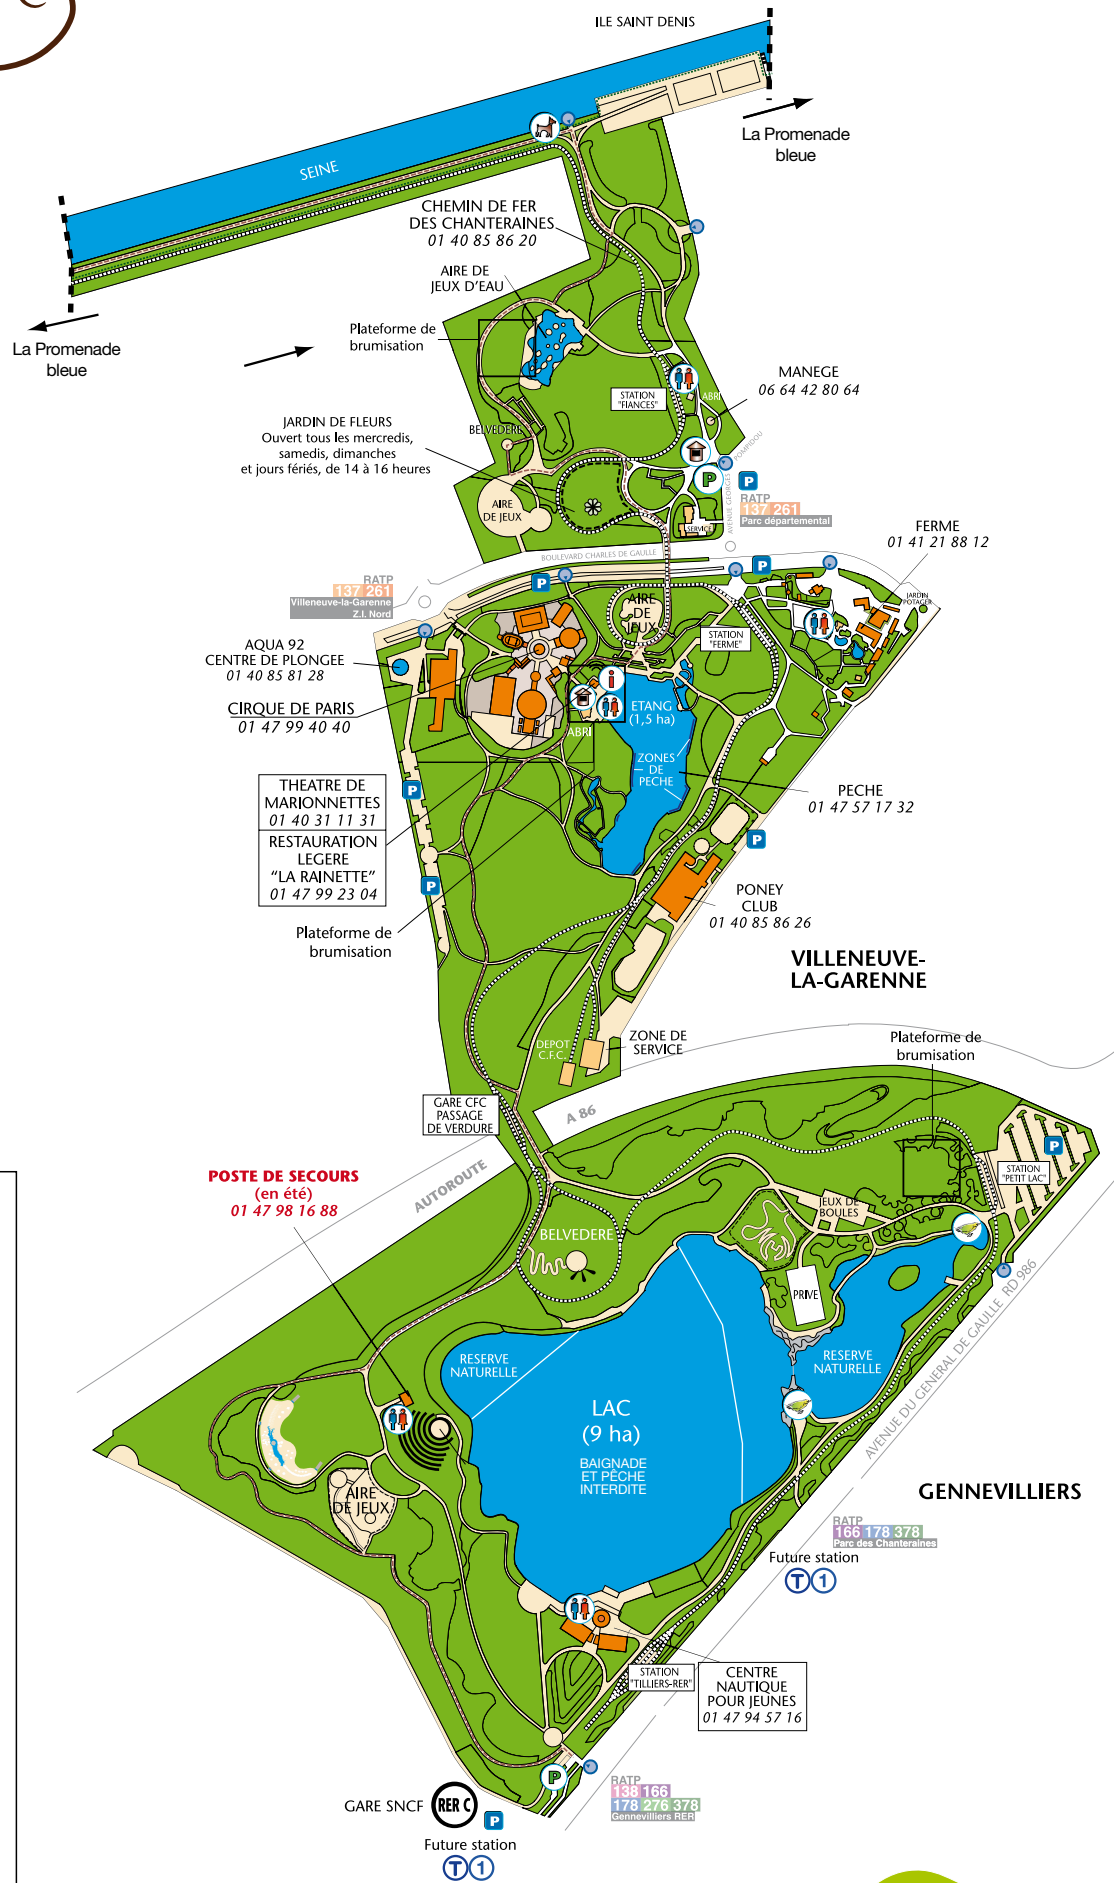 ILE SAINT DENIS
La Promenade
bleue
SEINE
CHEMIN DE FER
DES CHANTERAINES
01 40 85 86 20
AIRE DE
JEUX D'EAU
Plateforme de
brumisation
La Promenade
bleue
MANEGE
06 64 42 80 64
STATION
"FIANCES"
ABRI
JARDIN DE FLEURS
Ouvert tous les mercredis,
samedis, dimanches
et jours fériés, de 14 à 16 heures
BELVEDERE
AIRE
DE JEUX
AVENUE GEORGES POMPIDOU
P
P
RATP
137 261
Parc départemental
SERVICE
FERME
01 41 21 88 12
BOULEVARD CHARLES DE GAULLE
P
P
RATP
137 261
Villeneuve-la-Garenne
Z.I. Nord
AIRE
DE
JEUX
STATION
"FERME"
JARDIN
POTAGER
AQUA 92
CENTRE DE PLONGEE
01 40 85 81 28
CIRQUE DE PARIS
01 47 99 40 40
i
ETANG
(1,5 ha)
ABRI
ZONES
DE
PECHE
THEATRE DE
MARIONNETTES
01 40 31 11 31
RESTAURATION
LEGERE
“LA RAINETTE”
01 47 99 23 04
P
P
PECHE
01 47 57 17 32
P
PONEY
CLUB
01 40 85 86 26
Plateforme de
brumisation
VILLENEUVE-
LA-GARENNE
DEPOT
C.F.C.
ZONE DE
SERVICE
Plateforme de
brumisation
GARE CFC
PASSAGE
DE VERDURE
A 86
AUTOROUTE
P
STATION
"PETIT LAC"
POSTE DE SECOURS
(en été)
01 47 98 16 88
JEUX DE
BOULES
BELVEDERE
PRIVE
RESERVE
NATURELLE
RESERVE
NATURELLE
AVENUE DU GENERAL DE GAULLE RD 986
LAC
(9 ha)
BAIGNADE
ET PÊCHE
INTERDITE
AIRE
DE JEUX
GENNEVILLIERS
RATP
166 178 378
Parc des Chanteraines
Future station
T 1
STATION
"TILLIERS-RER"
CENTRE
NAUTIQUE
POUR JEUNES
01 47 94 57 16
P
RATP
138 166
178 276 378
Gennevilliers RER
GARE SNCF
RER C
P
Future station
T 1